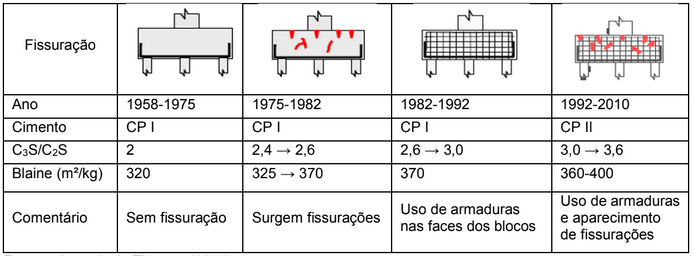 Fissuração
Ano 1958-1975 1975-1982 1982-1992 1992-2010
Cimento CP I CP I CP I CP II
C₃S/C₂S 2 2,4 → 2,6 2,6 → 3,0 3,0 → 3,6
Blaine (m²/kg) 320 325 → 370 370 360-400
Comentário Sem fissuração Surgem fissurações Uso de armaduras nas faces dos blocos Uso de armaduras e aparecimento de fissurações